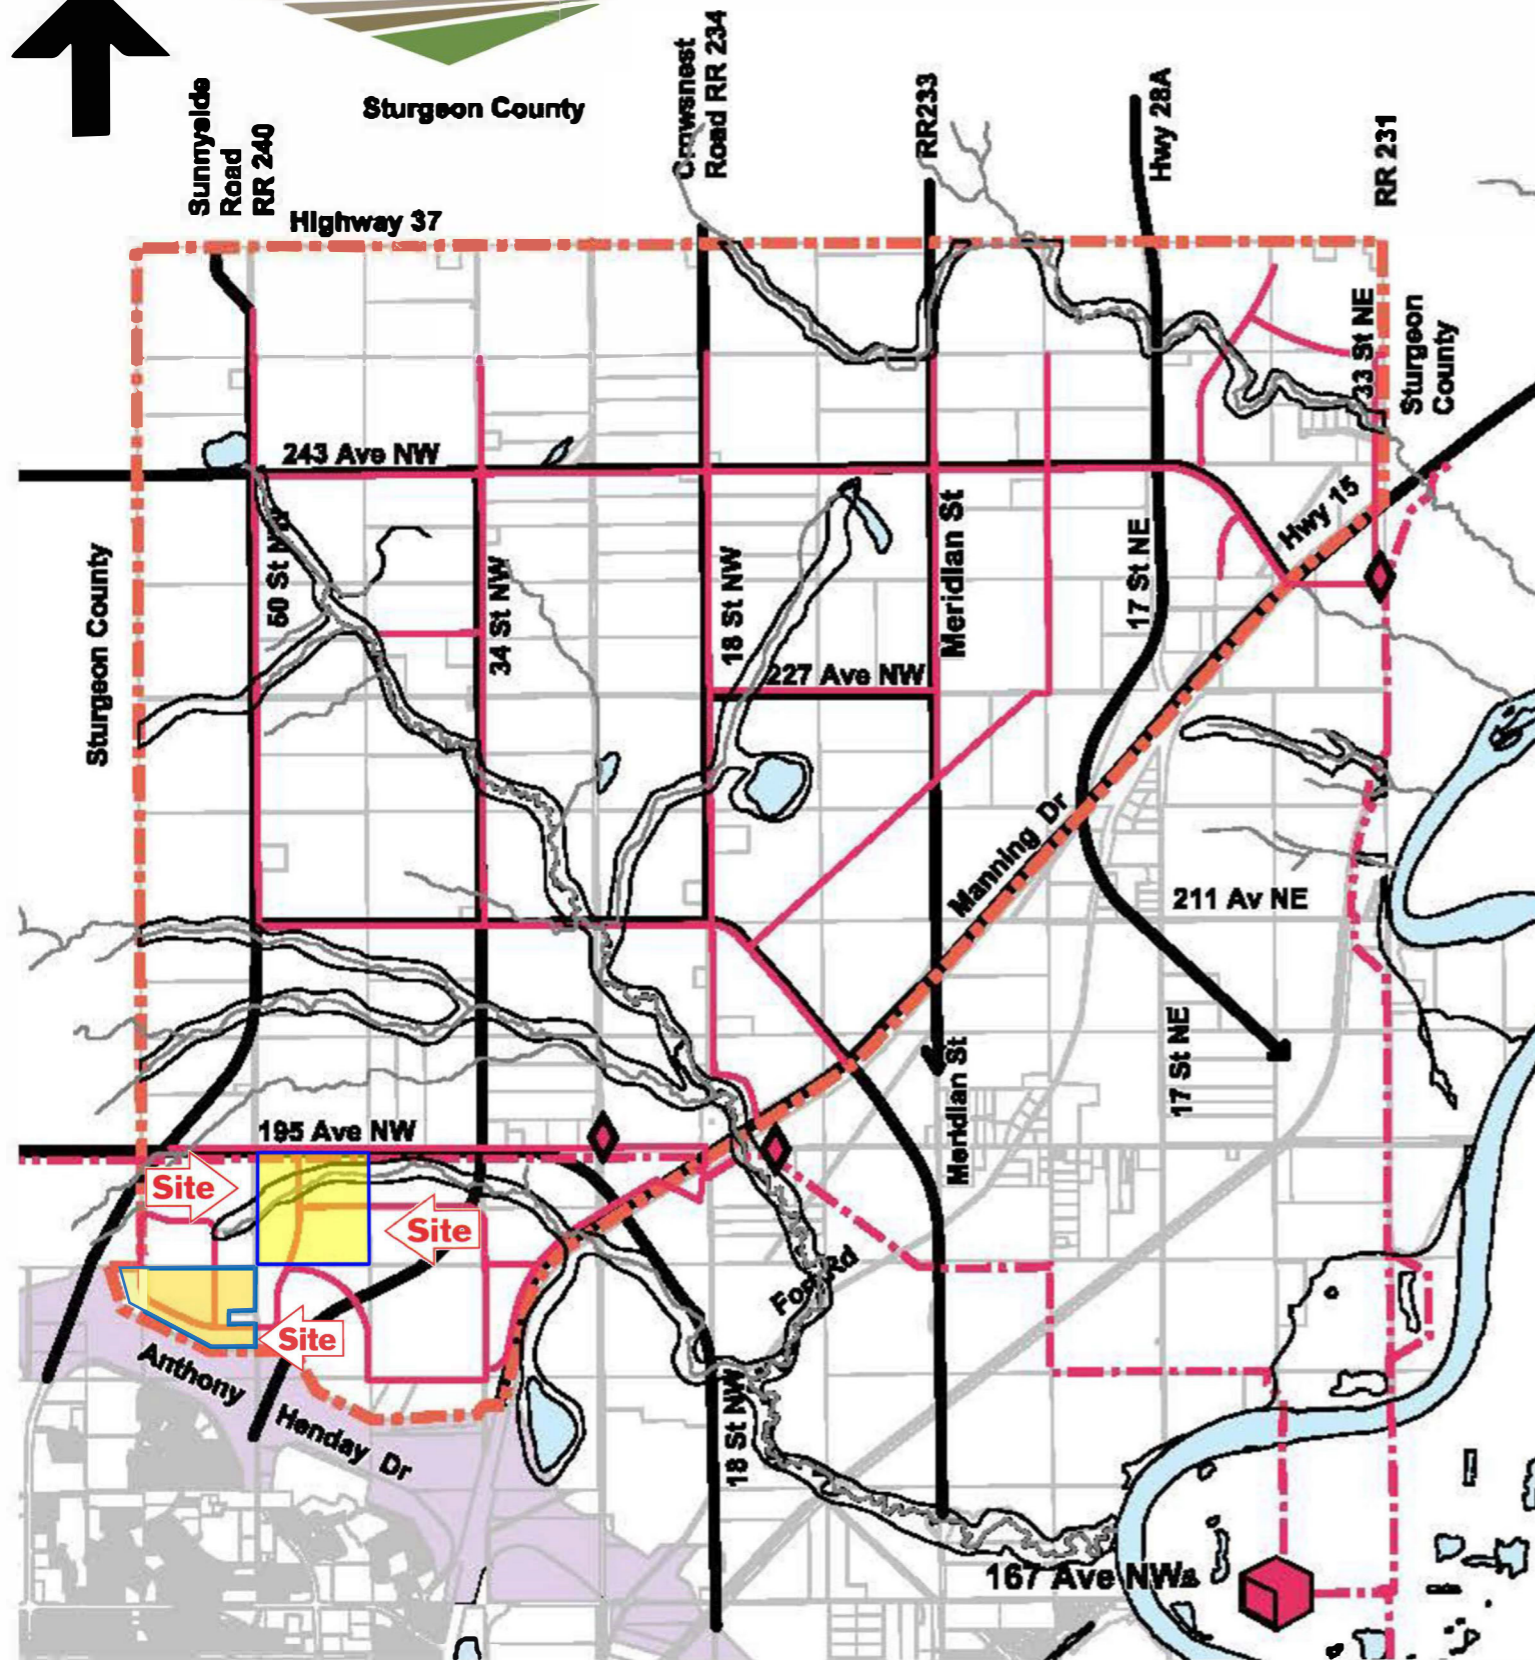 Sturgeon County
Sunnyside
Road
RR 240
Crowsnest
Road RR 234
RR233
Hwy 28A
RR 231
Highway 37
33 St NE
Sturgeon
County
243 Ave NW
Hwy 15
50 St NW
34 St NW
18 St NW
Meridian St
17 St NE
Sturgeon County
227 Ave NW
Manning Dr
211 Av NE
17 St NE
Meridian St
195 Ave NW
Site
Site
Fort Rd
Site
Anthony
Henday Dr
18 St NW
167 Ave NW